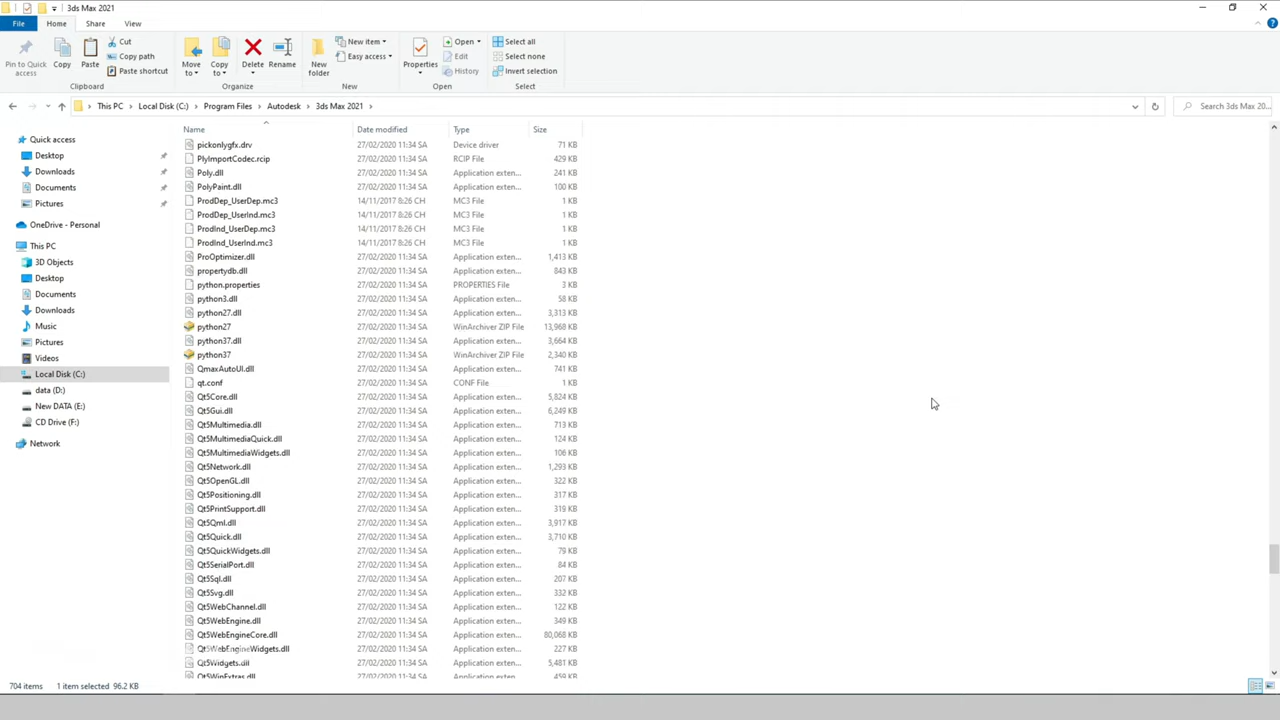 3ds Max 2021
File Home Share View
Pin to Quick access
Copy
Paste
Cut
Copy path
Paste shortcut
Clipboard
Move to
Copy to
Delete
Rename
Organize
New folder
New item
Easy access
New
Properties
Open
Edit
History
Open
Select all
Select none
Invert selection
Select
This PC Local Disk (C:) Program Files Autodesk 3ds Max 2021
Search 3ds Max 20...
Quick access
Desktop
Downloads
Documents
Pictures
OneDrive - Personal
This PC
3D Objects
Desktop
Documents
Downloads
Music
Pictures
Videos
Local Disk (C:)
data (D:)
New DATA (E:)
CD Drive (F:)
Network
Name Date modified Type Size
pickonlygfx.drv 27/02/2020 11:34 SA Device driver 71 KB
PlyImportCodec.rcip 27/02/2020 11:34 SA RCIP File 429 KB
Poly.dll 27/02/2020 11:34 SA Application exten... 241 KB
PolyPaint.dll 27/02/2020 11:34 SA Application exten... 100 KB
ProdDep_UserDep.mc3 14/11/2017 8:26 CH MC3 File 1 KB
ProdDep_UserInd.mc3 14/11/2017 8:26 CH MC3 File 1 KB
ProdInd_UserDep.mc3 14/11/2017 8:26 CH MC3 File 1 KB
ProdInd_UserInd.mc3 14/11/2017 8:26 CH MC3 File 1 KB
ProOptimizer.dll 27/02/2020 11:34 SA Application exten... 1,413 KB
propertydb.dll 27/02/2020 11:34 SA Application exten... 843 KB
python.properties 27/02/2020 11:34 SA PROPERTIES File 3 KB
python3.dll 27/02/2020 11:34 SA Application exten... 58 KB
python27.dll 27/02/2020 11:34 SA Application exten... 3,313 KB
python27 27/02/2020 11:34 SA WinArchiver ZIP File 13,968 KB
python37.dll 27/02/2020 11:34 SA Application exten... 3,664 KB
python37 27/02/2020 11:34 SA WinArchiver ZIP File 2,340 KB
QmaxAutoUI.dll 27/02/2020 11:34 SA Application exten... 741 KB
qt.conf 27/02/2020 11:34 SA CONF File 1 KB
Qt5Core.dll 27/02/2020 11:34 SA Application exten... 5,824 KB
Qt5Gui.dll 27/02/2020 11:34 SA Application exten... 6,249 KB
Qt5Multimedia.dll 27/02/2020 11:34 SA Application exten... 713 KB
Qt5MultimediaQuick.dll 27/02/2020 11:34 SA Application exten... 124 KB
Qt5MultimediaWidgets.dll 27/02/2020 11:34 SA Application exten... 106 KB
Qt5Network.dll 27/02/2020 11:34 SA Application exten... 1,293 KB
Qt5OpenGL.dll 27/02/2020 11:34 SA Application exten... 322 KB
Qt5Positioning.dll 27/02/2020 11:34 SA Application exten... 317 KB
Qt5PrintSupport.dll 27/02/2020 11:34 SA Application exten... 319 KB
Qt5Qml.dll 27/02/2020 11:34 SA Application exten... 3,917 KB
Qt5Quick.dll 27/02/2020 11:34 SA Application exten... 3,710 KB
Qt5QuickWidgets.dll 27/02/2020 11:34 SA Application exten... 79 KB
Qt5SerialPort.dll 27/02/2020 11:34 SA Application exten... 84 KB
Qt5Sql.dll 27/02/2020 11:34 SA Application exten... 207 KB
Qt5Svg.dll 27/02/2020 11:34 SA Application exten... 332 KB
Qt5WebChannel.dll 27/02/2020 11:34 SA Application exten... 122 KB
Qt5WebEngine.dll 27/02/2020 11:34 SA Application exten... 349 KB
Qt5WebEngineCore.dll 27/02/2020 11:34 SA Application exten... 80,068 KB
Qt5WebEngineWidgets.dll 27/02/2020 11:34 SA Application exten... 227 KB
Qt5Widgets.dll 27/02/2020 11:34 SA Application exten... 5,481 KB
Qt5WinExtras.dll 27/02/2020 11:34 SA Application exten... 459 KB
704 items 1 item selected 96.2 KB